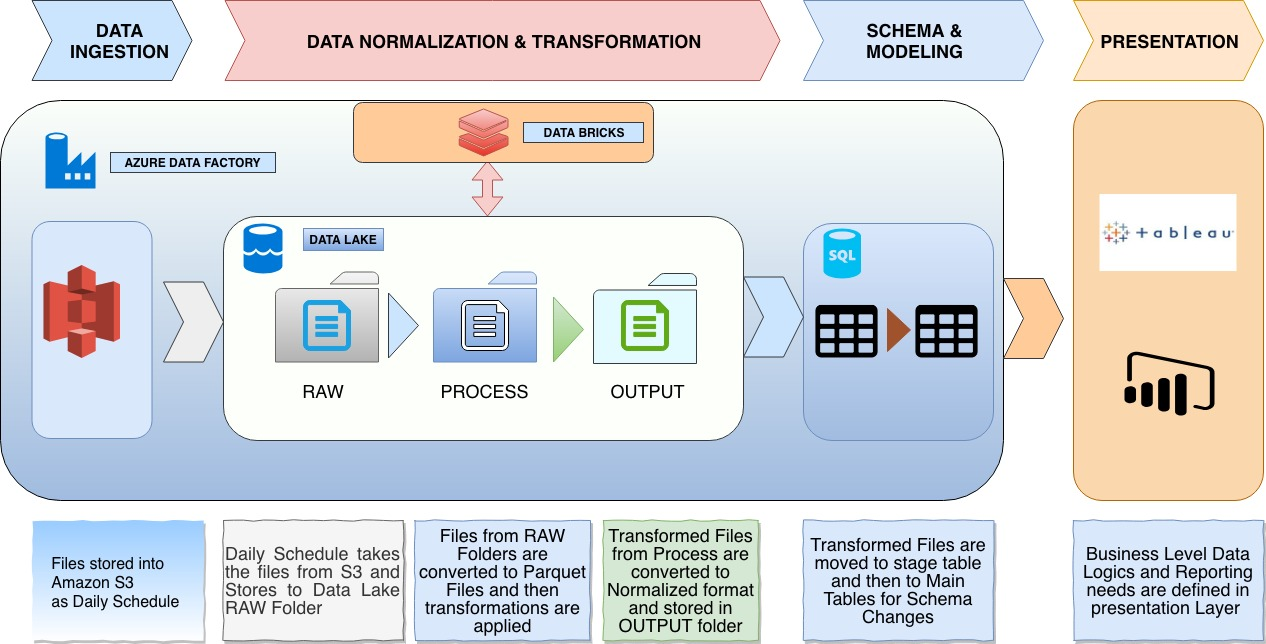 DATA
INGESTION
DATA NORMALIZATION & TRANSFORMATION
SCHEMA &
MODELING
PRESENTATION
DATA BRICKS
AZURE DATA FACTORY
DATA LAKE
SQL
+ a b l e a u
RAW
PROCESS
OUTPUT
Files stored into
Amazon S3
as Daily Schedule
Daily Schedule takes
the files from S3 and
Stores to Data Lake
RAW Folder
Files from RAW
Folders are
converted to Parquet
Files and then
transformations are
applied
Transformed Files
from Process are
converted to
Normalized format
and stored in
OUTPUT folder
Transformed Files are
moved to stage table
and then to Main
Tables for Schema
Changes
Business Level Data
Logics and Reporting
needs are defined in
presentation Layer